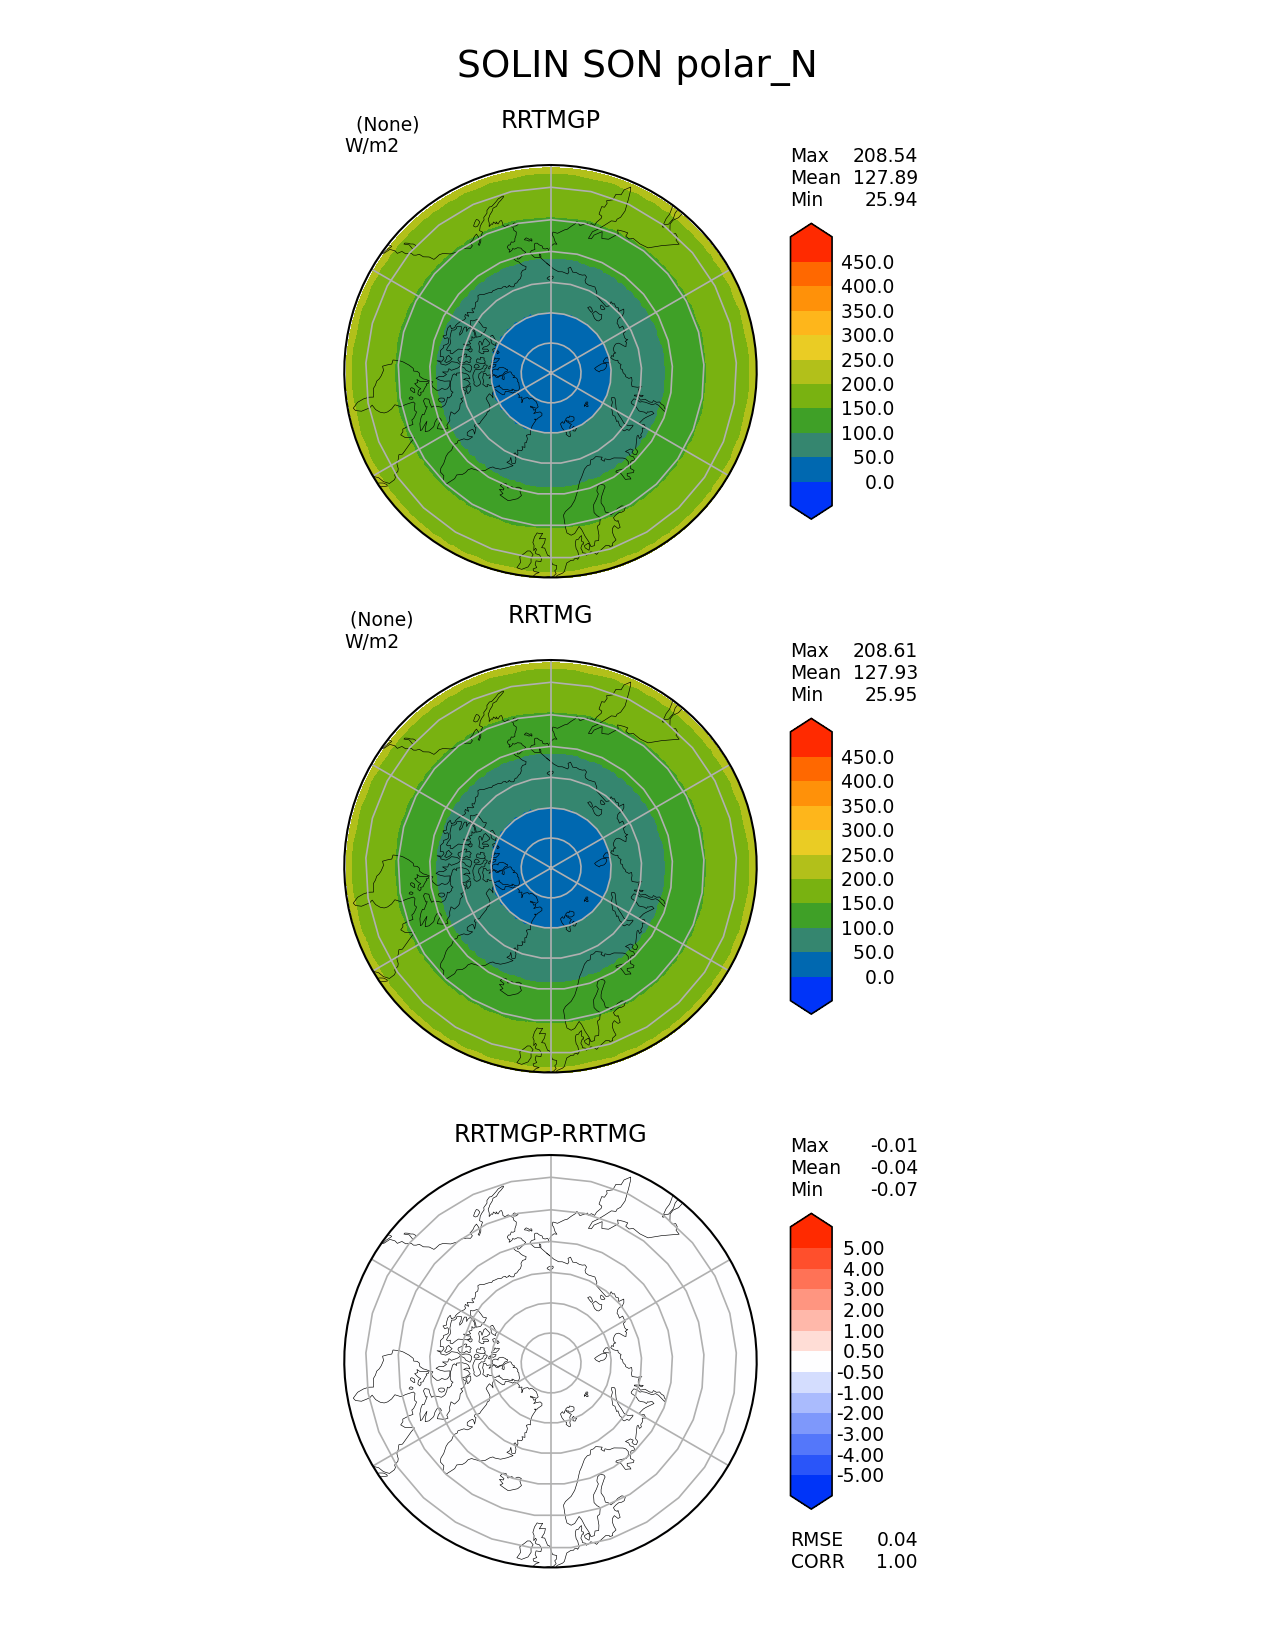 SOLIN SON polar_N
RRTMGP
(None)
W/m2
Max 208.54
Mean 127.89
Min 25.94
450.0
400.0
350.0
300.0
250.0
200.0
150.0
100.0
50.0
0.0
RRTMG
(None)
W/m2
Max 208.61
Mean 127.93
Min 25.95
450.0
400.0
350.0
300.0
250.0
200.0
150.0
100.0
50.0
0.0
RRTMGP-RRTMG
Max -0.01
Mean -0.04
Min -0.07
5.00
4.00
3.00
2.00
1.00
0.50
-0.50
-1.00
-2.00
-3.00
-4.00
-5.00
RMSE 0.04
CORR 1.00